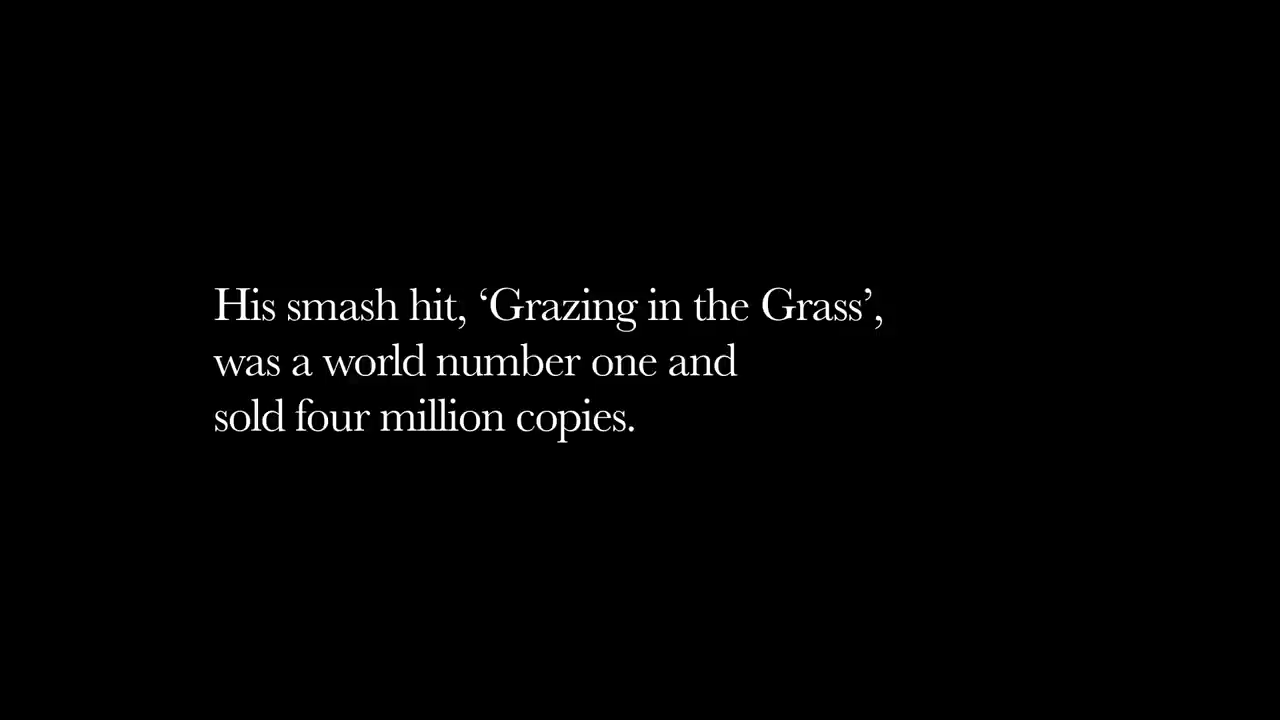 His smash hit, ‘Grazing in the Grass’,
was a world number one and
sold four million copies.